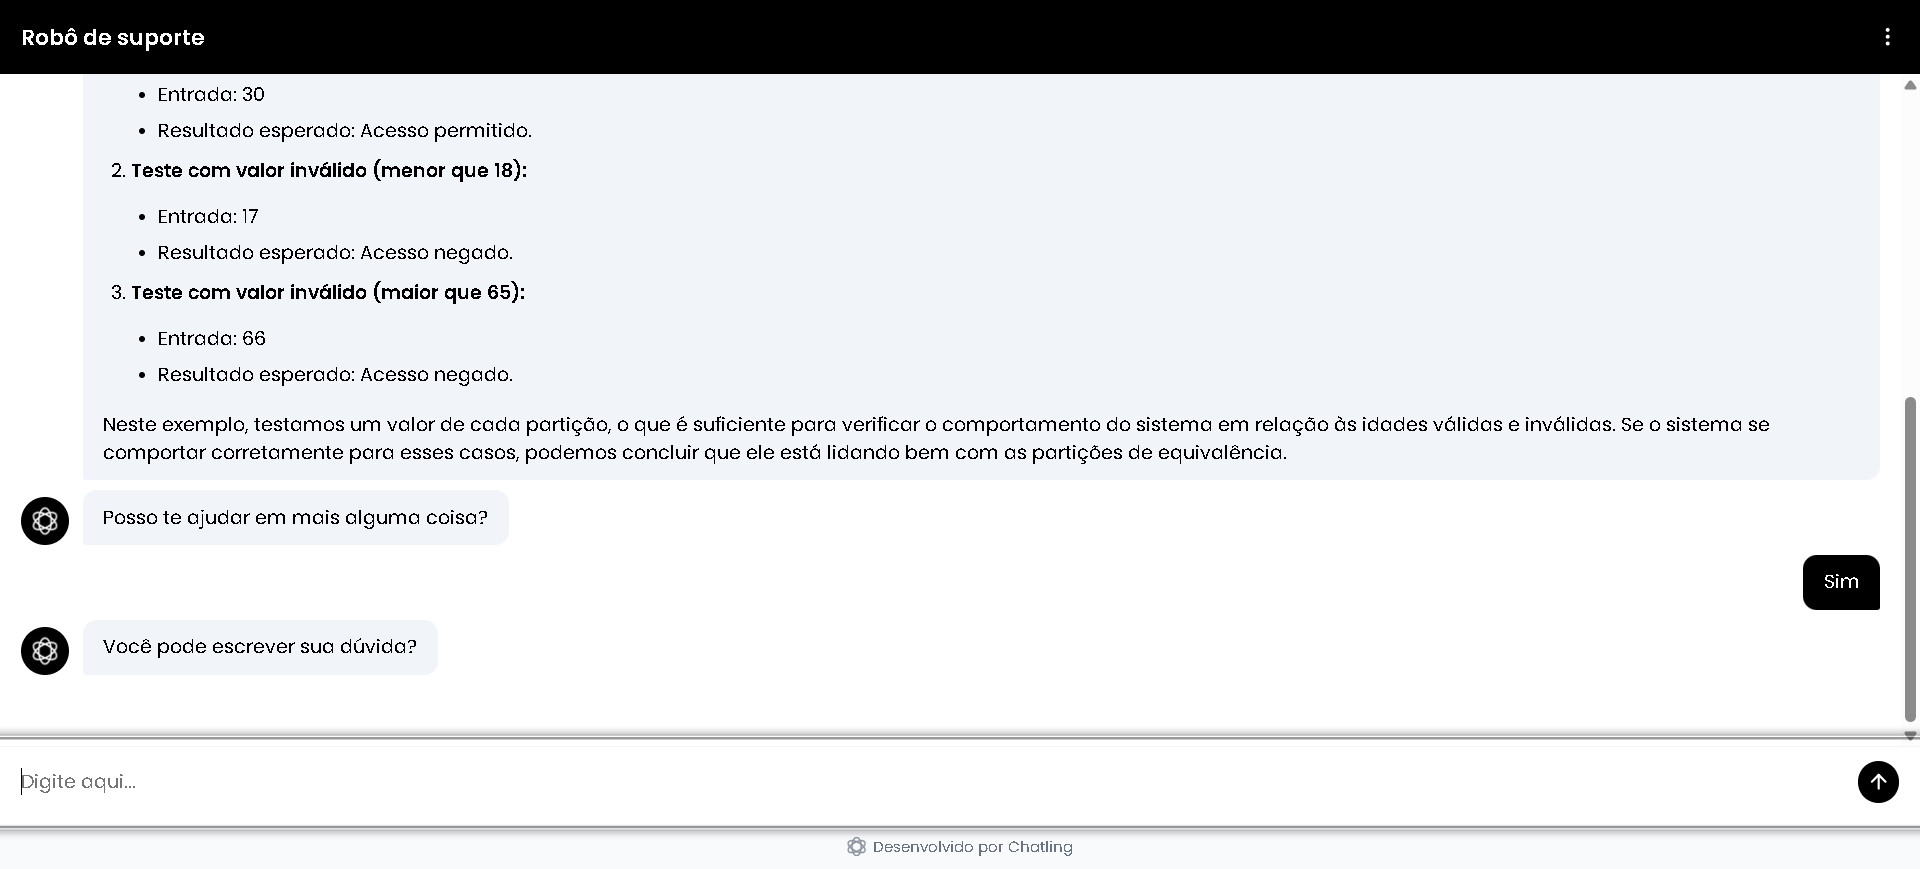 Robô de suporte
• Entrada: 30
• Resultado esperado: Acesso permitido.
2. Teste com valor inválido (menor que 18):
• Entrada: 17
• Resultado esperado: Acesso negado.
3. Teste com valor inválido (maior que 65):
• Entrada: 66
• Resultado esperado: Acesso negado.
Neste exemplo, testamos um valor de cada partição, o que é suficiente para verificar o comportamento do sistema em relação às idades válidas e inválidas. Se o sistema se
comportar corretamente para esses casos, podemos concluir que ele está lidando bem com as partições de equivalência.
Posso te ajudar em mais alguma coisa?
Sim
Você pode escrever sua dúvida?
Digite aqui...
Desenvolvido por Chatling